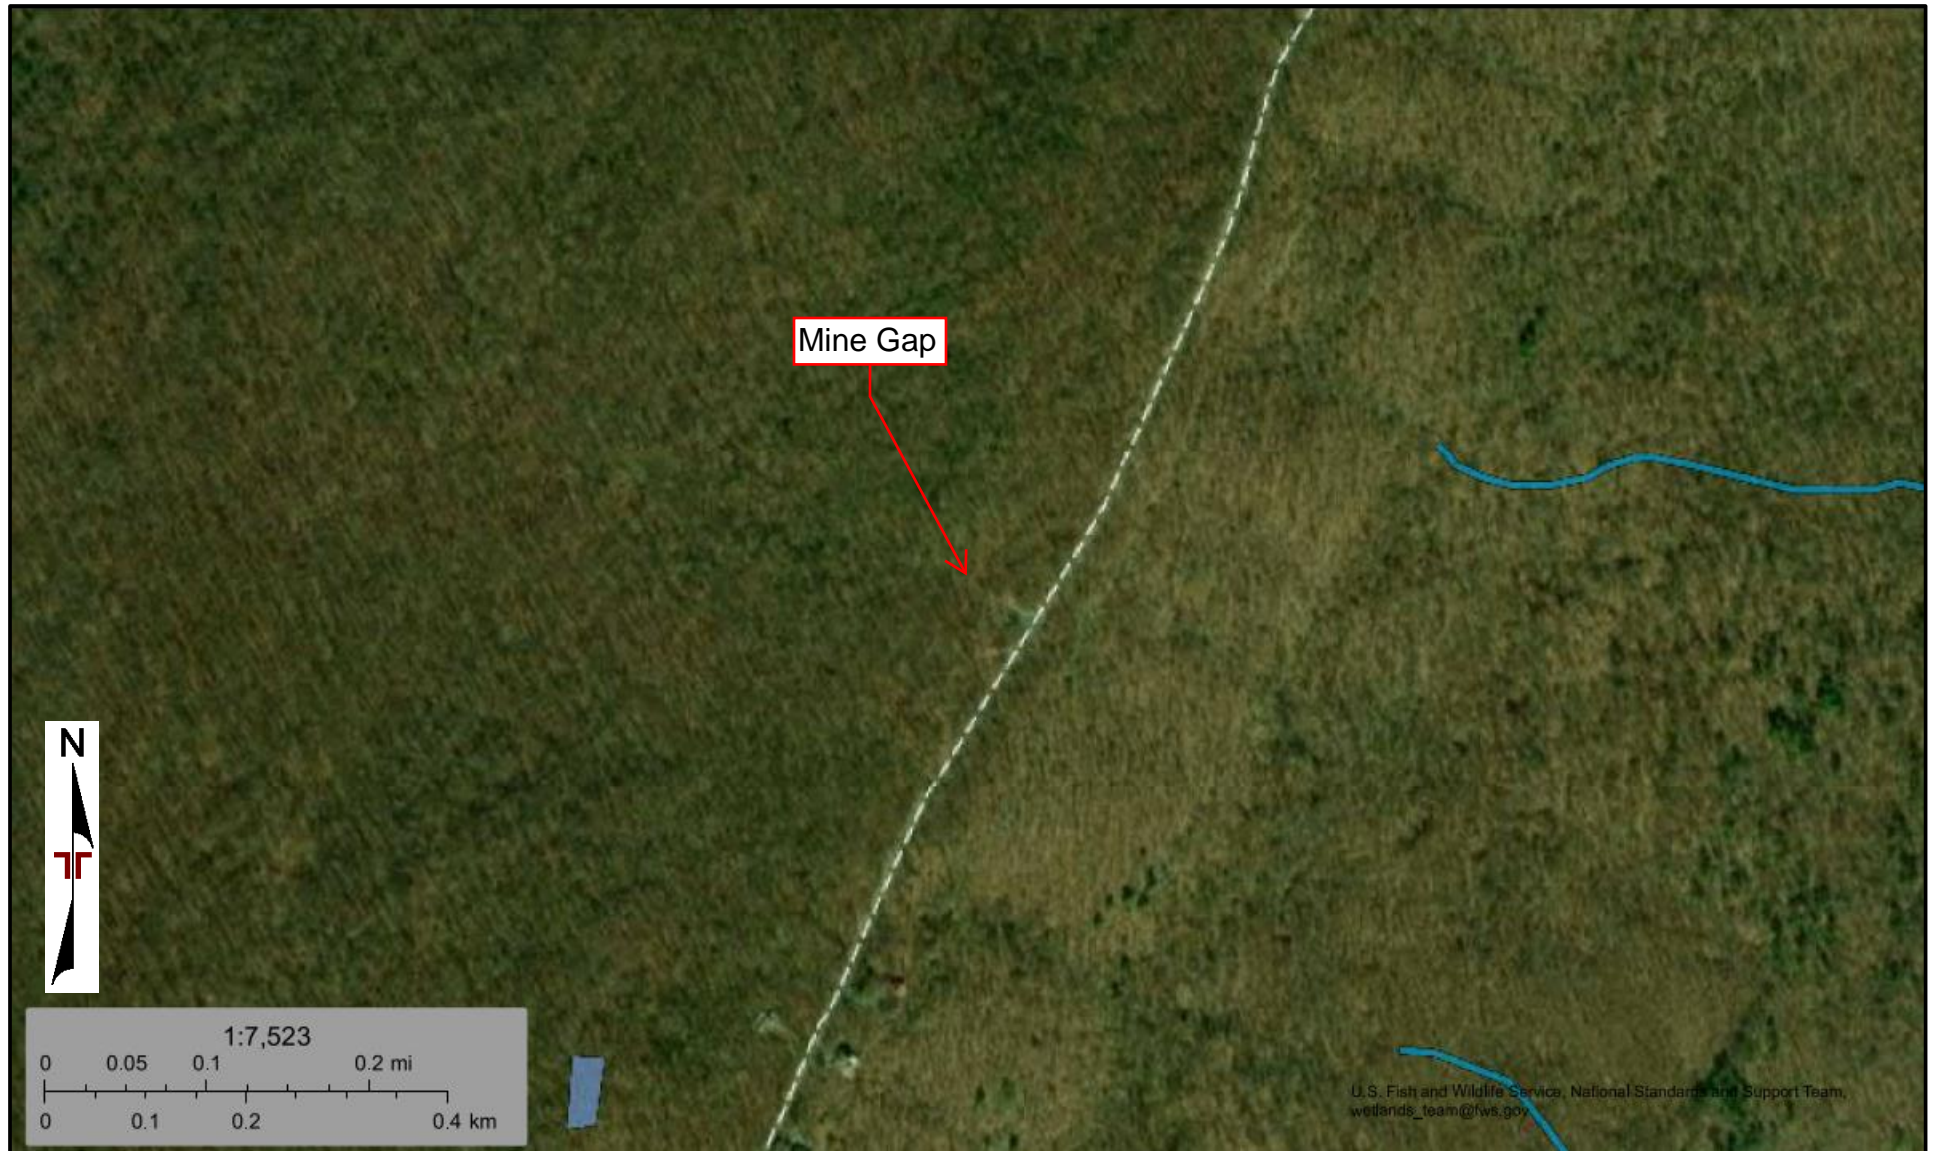 Mine Gap
N
1:7,523
0 0.05 0.1 0.2 mi
0 0.1 0.2 0.4 km
U.S. Fish and Wildlife Service, National Standards and Support Team,
wetlands_team@fws.gov